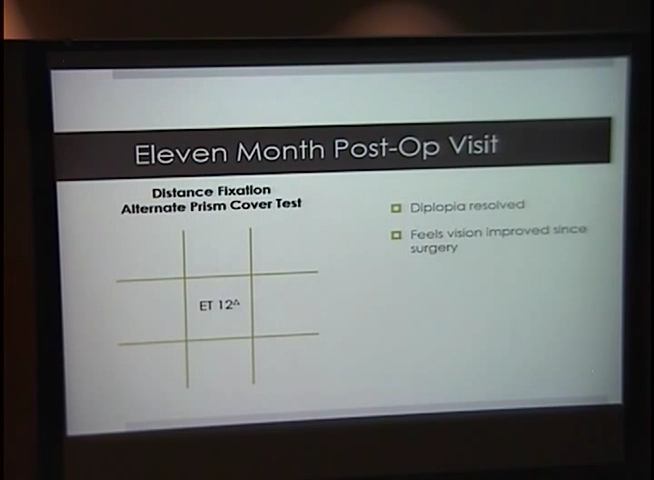 Eleven Month Post-Op Visit
Distance Fixation
Alternate Prism Cover Test
ET 12∆
Diplopia resolved
Feels vision improved since
surgery